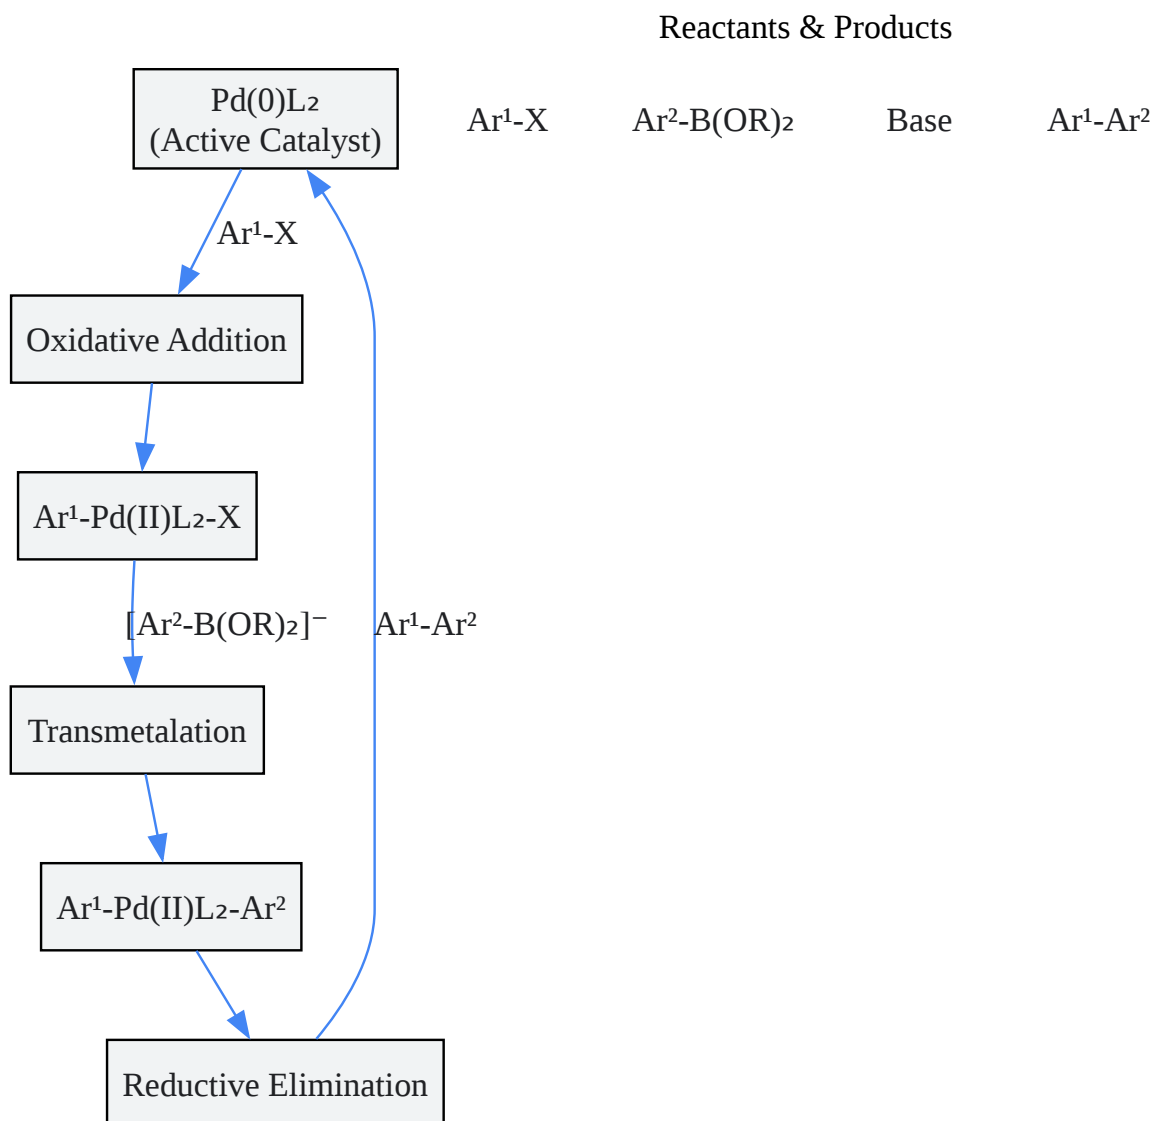 Reactants & Products
Pd(0)L₂
(Active Catalyst)
Ar¹-X
Ar²-B(OR)₂
Base
Ar¹-Ar²
Ar¹-X
Oxidative Addition
Ar¹-Pd(II)L₂-X
[Ar²-B(OR)₂]⁻
Ar¹-Ar²
Transmetalation
Ar¹-Pd(II)L₂-Ar²
Reductive Elimination